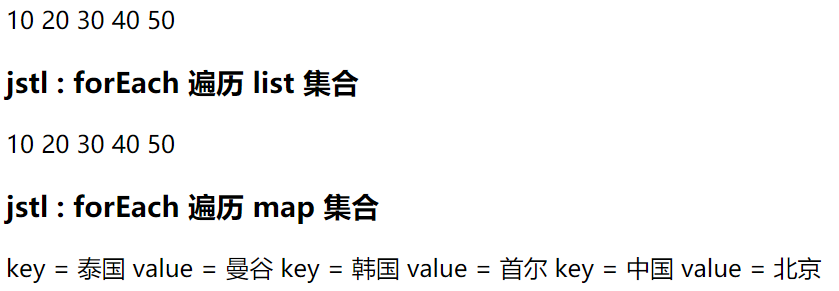 10 20 30 40 50
jstl : forEach 遍历 list 集合
10 20 30 40 50
jstl : forEach 遍历 map 集合
key = 泰国 value = 曼谷 key = 韩国 value = 首尔 key = 中国 value = 北京